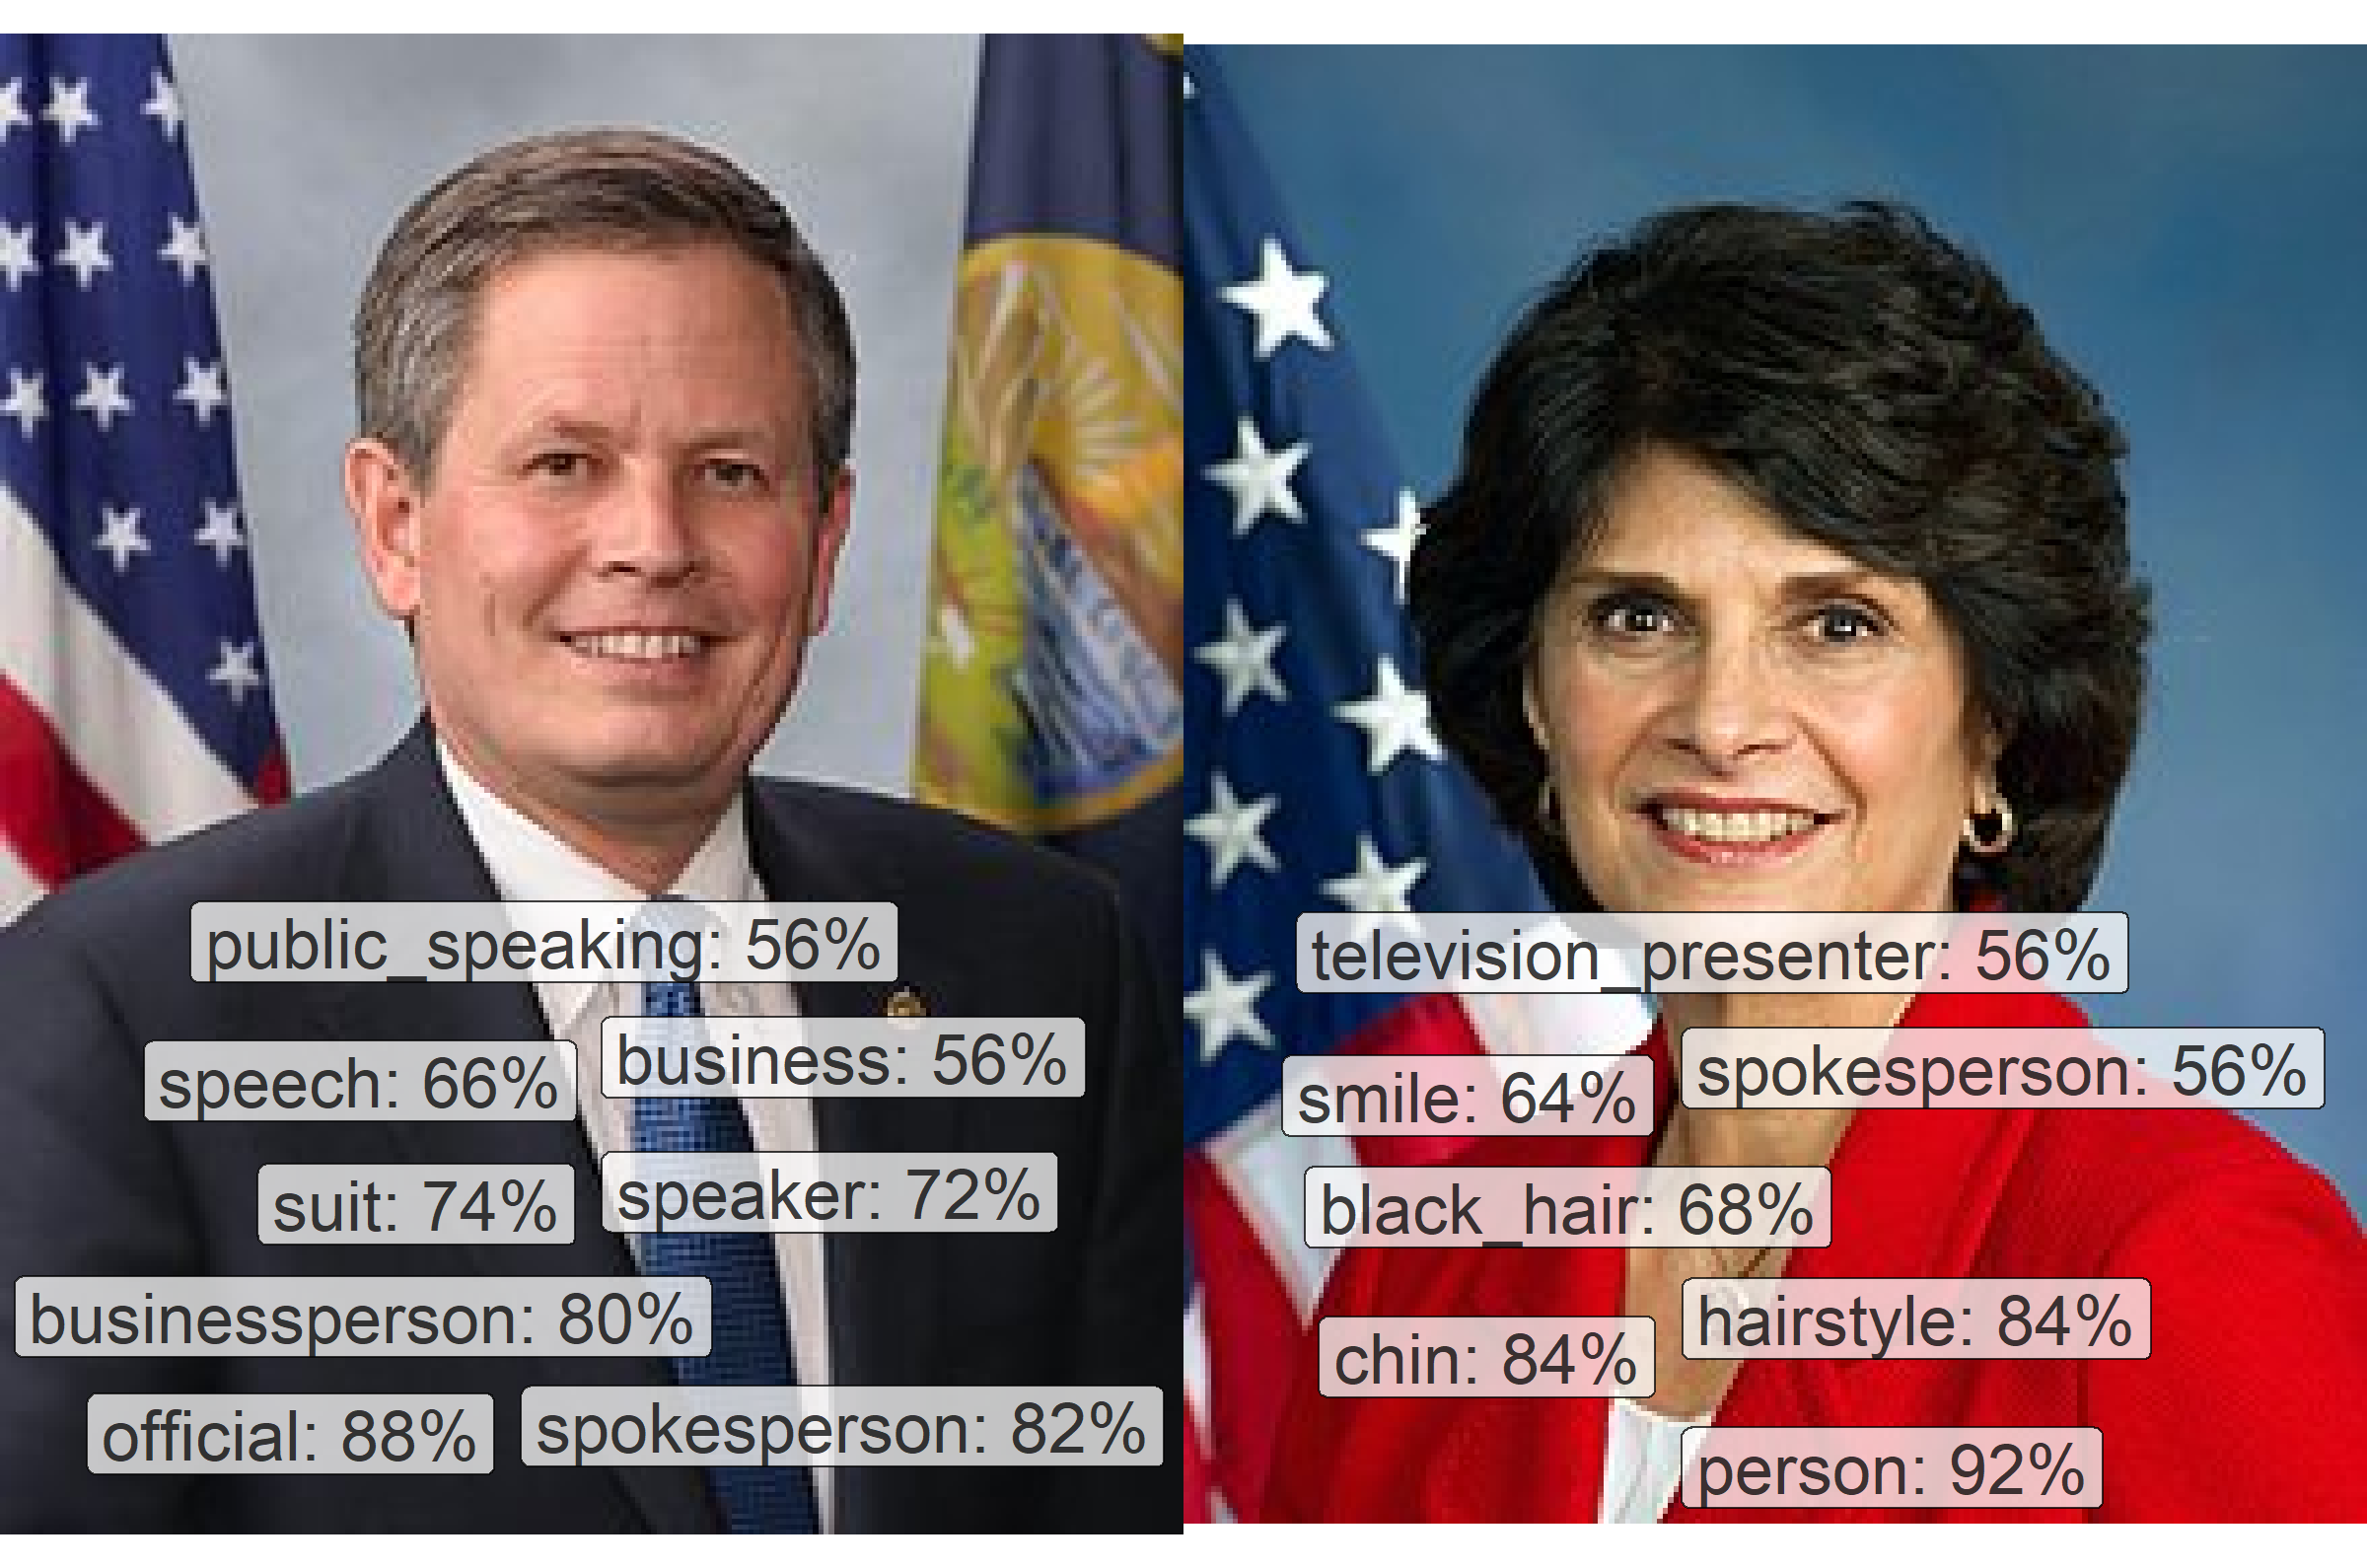 public_speaking: 56%
speech: 66%
business: 56%
suit: 74%
speaker: 72%
businessperson: 80%
official: 88%
spokesperson: 82%
television_presenter: 56%
smile: 64%
spokesperson: 56%
black_hair: 68%
chin: 84%
hairstyle: 84%
person: 92%